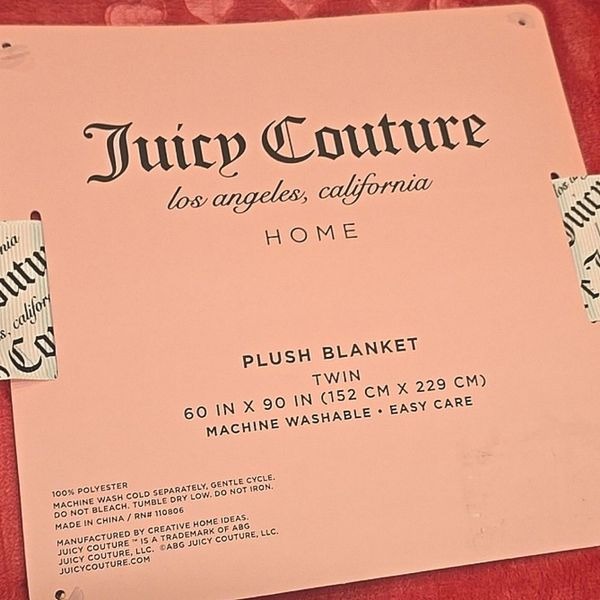 Juicy Couture
los angeles, california
HOME
PLUSH BLANKET
TWIN
60 IN X 90 IN (152 CM X 229 CM)
MACHINE WASHABLE • EASY CARE
100% POLYESTER
MACHINE WASH COLD SEPARATELY, GENTLE CYCLE.
DO NOT BLEACH. TUMBLE DRY LOW. DO NOT IRON.
MADE IN CHINA / RN# 110806
MANUFACTURED BY CREATIVE HOME IDEAS.
JUICY COUTURE ™ IS A TRADEMARK OF ABG
JUICY COUTURE, LLC. ©ABG JUICY COUTURE, LLC.
JUICYCOUTURE.COM